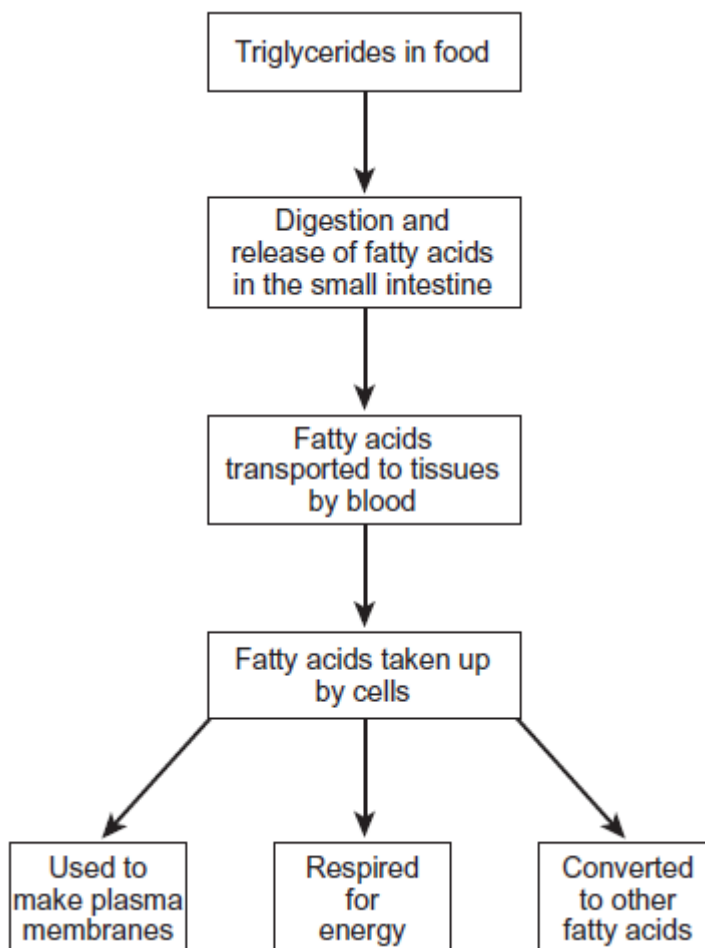 Triglycerides in food
Digestion and
release of fatty acids
in the small intestine
Fatty acids
transported to tissues
by blood
Fatty acids taken up
by cells
Used to
make plasma
membranes
Respired
for
energy
Converted
to other
fatty acids